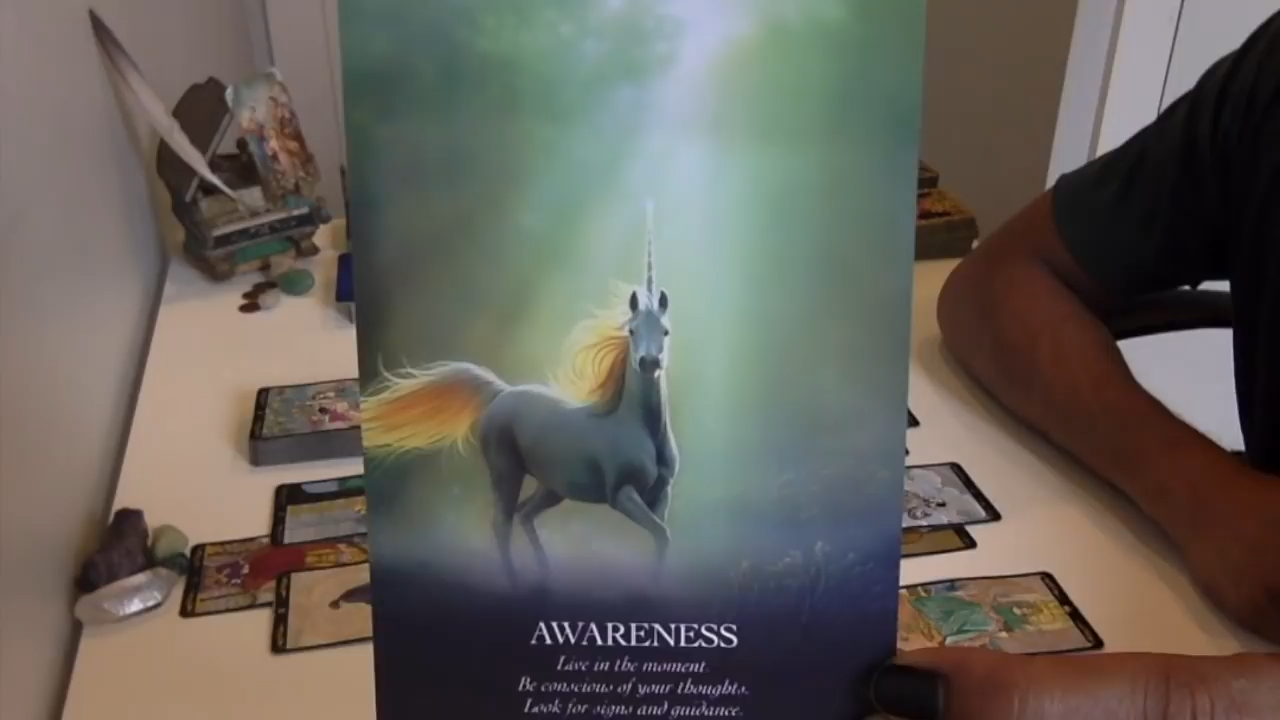 AWARENESS
Live in the moment.
Be conscious of your thoughts.
Look for signs and guidance.